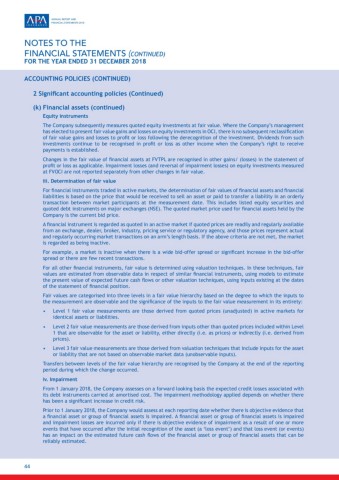 APA
ANNUAL REPORT AND
FINANCIAL STATEMENTS 2018
NOTES TO THE
FINANCIAL STATEMENTS (CONTINUED)
FOR THE YEAR ENDED 31 DECEMBER 2018
ACCOUNTING POLICIES (CONTINUED)
2 Significant accounting policies (Continued)
(k) Financial assets (continued)
Equity instruments
The Company subsequently measures quoted equity investments at fair value. Where the Company's management
has elected to present fair value gains and losses on equity investments in OCI, there is no subsequent reclassification
of fair value gains and losses to profit or loss following the derecognition of the investment. Dividends from such
investments continue to be recognised in profit or loss as other income when the Company's right to receive
payments is established.
Changes in the fair value of financial assets at FVTPL are recognised in other gains/ (losses) in the statement of
profit or loss as applicable. Impairment losses (and reversal of impairment losses) on equity investments measured
at FVOCI are not reported separately from other changes in fair value.
iii. Determination of fair value
For financial instruments traded in active markets, the determination of fair values of financial assets and financial
liabilities is based on the price that would be received to sell an asset or paid to transfer a liability in an orderly
transaction between market participants at the measurement date. This includes listed equity securities and
quoted debt instruments on major exchanges (NSE). The quoted market price used for financial assets held by the
Company is the current bid price.
A financial instrument is regarded as quoted in an active market if quoted prices are readily and regularly available
from an exchange, dealer, broker, industry, pricing service or regulatory agency, and those prices represent actual
and regularly occurring market transactions on an arm's length basis. If the above criteria are not met, the market
is regarded as being inactive.
For example, a market is inactive when there is a wide bid-offer spread or significant increase in the bid-offer
spread or there are few recent transactions.
For all other financial instruments, fair value is determined using valuation techniques. In these techniques, fair
values are estimated from observable data in respect of similar financial instruments, using models to estimate
the present value of expected future cash flows or other valuation techniques, using inputs existing at the dates
of the statement of financial position.
Fair values are categorised into three levels in a fair value hierarchy based on the degree to which the inputs to
the measurement are observable and the significance of the inputs to the fair value measurement in its entirety:
• Level 1 fair value measurements are those derived from quoted prices (unadjusted) in active markets for
identical assets or liabilities.
• Level 2 fair value measurements are those derived from inputs other than quoted prices included within Level
1 that are observable for the asset or liability, either directly (i.e. as prices) or indirectly (i.e. derived from
prices).
• Level 3 fair value measurements are those derived from valuation techniques that include inputs for the asset
or liability that are not based on observable market data (unobservable inputs).
Transfers between levels of the fair value hierarchy are recognised by the Company at the end of the reporting
period during which the change occurred.
iv. Impairment
From 1 January 2018, the Company assesses on a forward looking basis the expected credit losses associated with
its debt instruments carried at amortised cost. The impairment methodology applied depends on whether there
has been a significant increase in credit risk.
Prior to 1 January 2018, the Company would assess at each reporting date whether there is objective evidence that
a financial asset or group of financial assets is impaired. A financial asset or group of financial assets is impaired
and impairment losses are incurred only if there is objective evidence of impairment as a result of one or more
events that have occurred after the initial recognition of the asset (a "loss event") and that loss event (or events)
has an impact on the estimated future cash flows of the financial asset or group of financial assets that can be
reliably estimated.
44